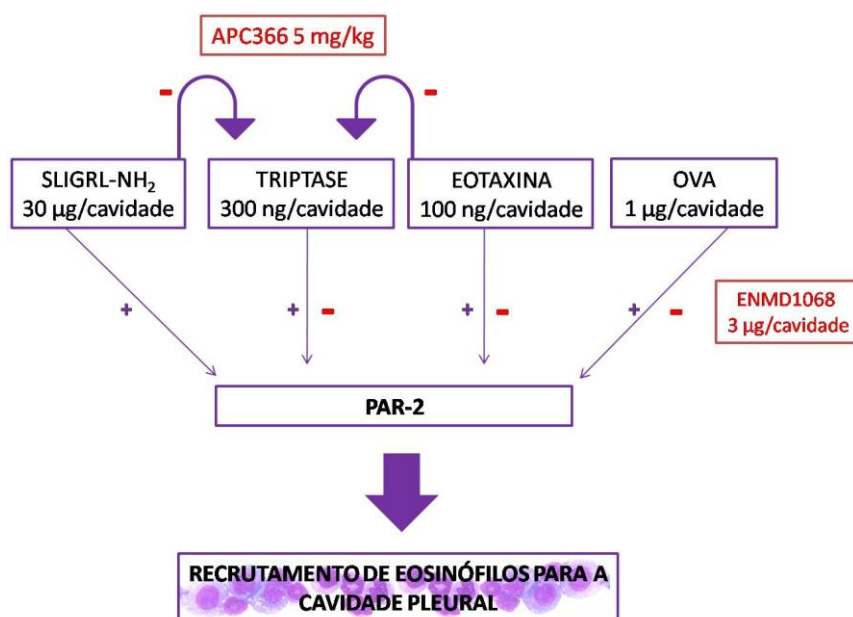 APC366 5 mg/kg
- -
SLIGRL-NH₂
30 µg/cavidade
TRIPTASE
300 ng/cavidade
EOTAXINA
100 ng/cavidade
OVA
1 µg/cavidade
+ + - + - + -
ENMD1068
3 µg/cavidade
PAR-2
RECRUTAMENTO DE EOSINÓFILOS PARA A
CAVIDADE PLEURAL